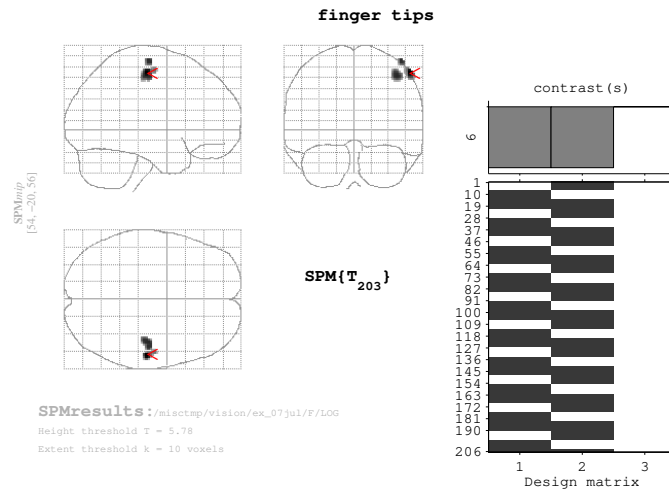 finger tips
contrast(s)
6
SPMmip
[54, -20, 56]
SPM{T203}
1
10
19
28
37
46
55
64
73
82
91
100
109
118
127
136
145
154
163
172
181
190
206
1 2 3
Design matrix
SPMresults: /misctmp/vision/ex_07jul/F/LOG
Height threshold T = 5.78
Extent threshold k = 10 voxels